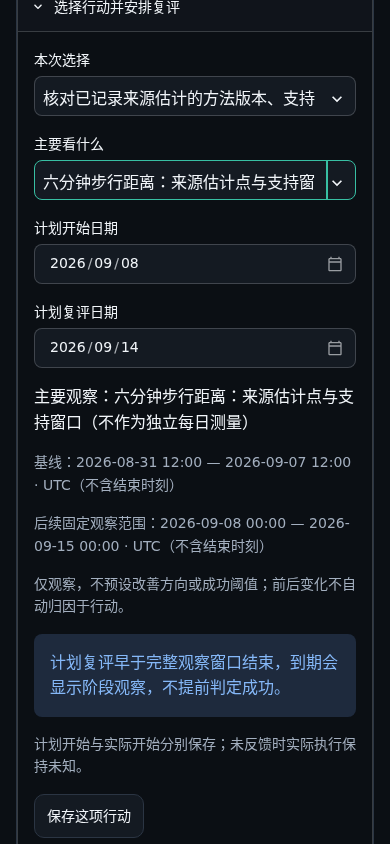 选择行动并安排复评
本次选择
核对已记录来源估计的方法版本、支持
主要看什么
六分钟步行距离：来源估计点与支持窗
计划开始日期
2026/09/08
计划复评日期
2026/09/14
主要观察：六分钟步行距离：来源估计点与支
持窗口（不作为独立每日测量）
基线：2026-08-31 12:00 — 2026-09-07 12:00
· UTC（不含结束时刻）
后续固定观察范围：2026-09-08 00:00 — 2026-
09-15 00:00 · UTC（不含结束时刻）
仅观察，不预设改善方向或成功阈值；前后变化不自
动归因于行动。
计划复评早于完整观察窗口结束，到期会
显示阶段观察，不提前判定成功。
计划开始与实际开始分别保存；未反馈时实际执行保
持未知。
保存这项行动